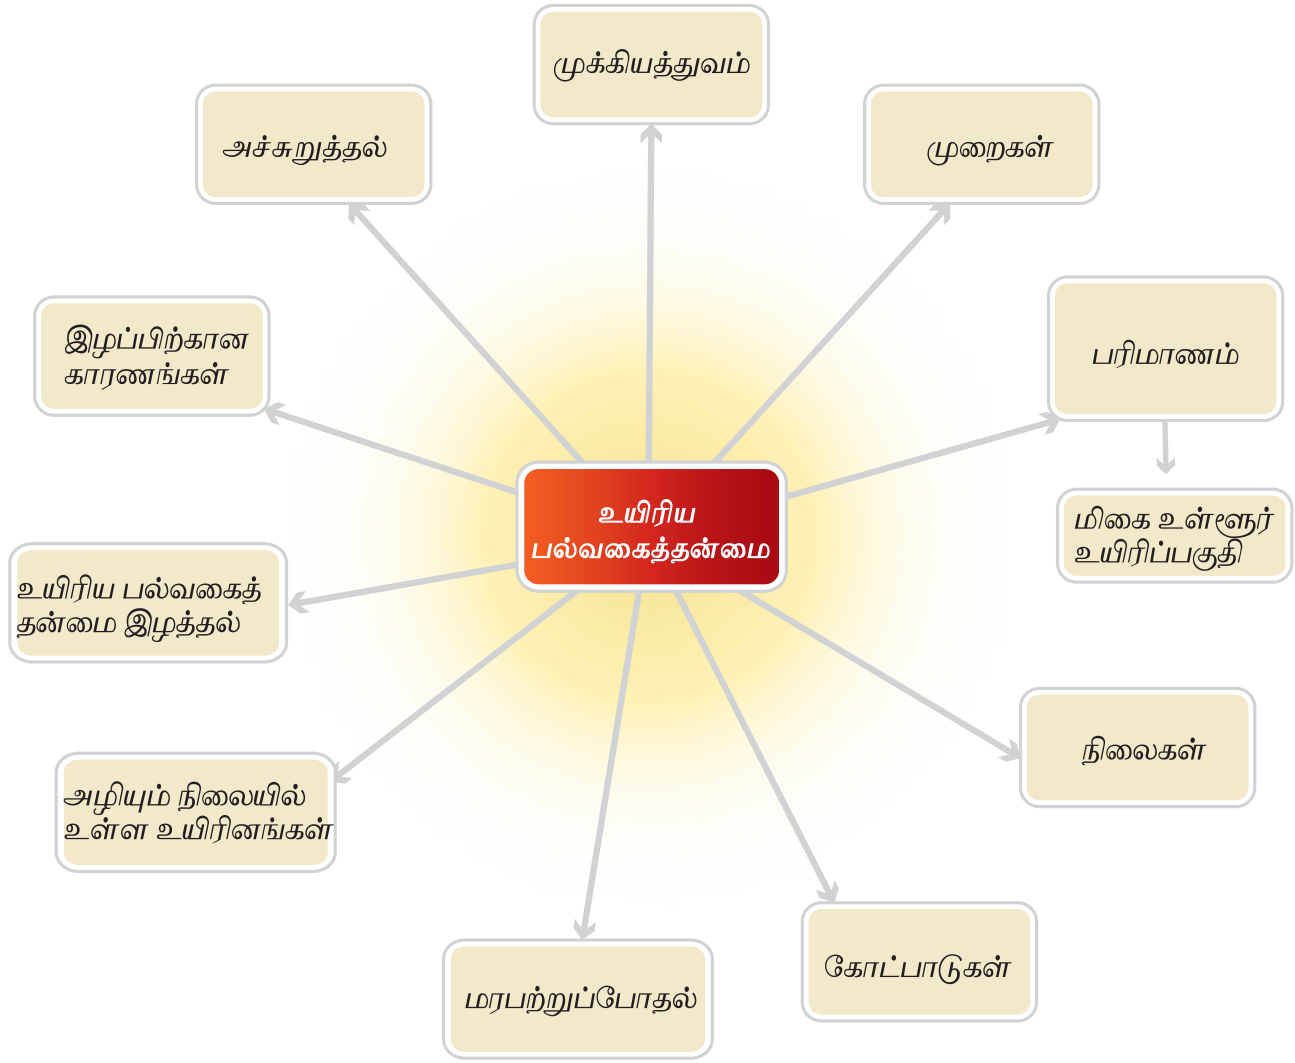 முக்கியத்துவம்
அச்சுறுத்தல்
முறைகள்
இழப்பிற்கான
காரணங்கள்
பரிமாணம்
உயிரிய
பல்வகைத்தன்மை
மிகை உள்ளூர்
உயிரிப்பகுதி
உயிரிய பல்வகைத்
தன்மை இழத்தல்
நிலைகள்
அழியும் நிலையில்
உள்ள உயிரினங்கள்
கோட்பாடுகள்
மரபற்றுப்போதல்